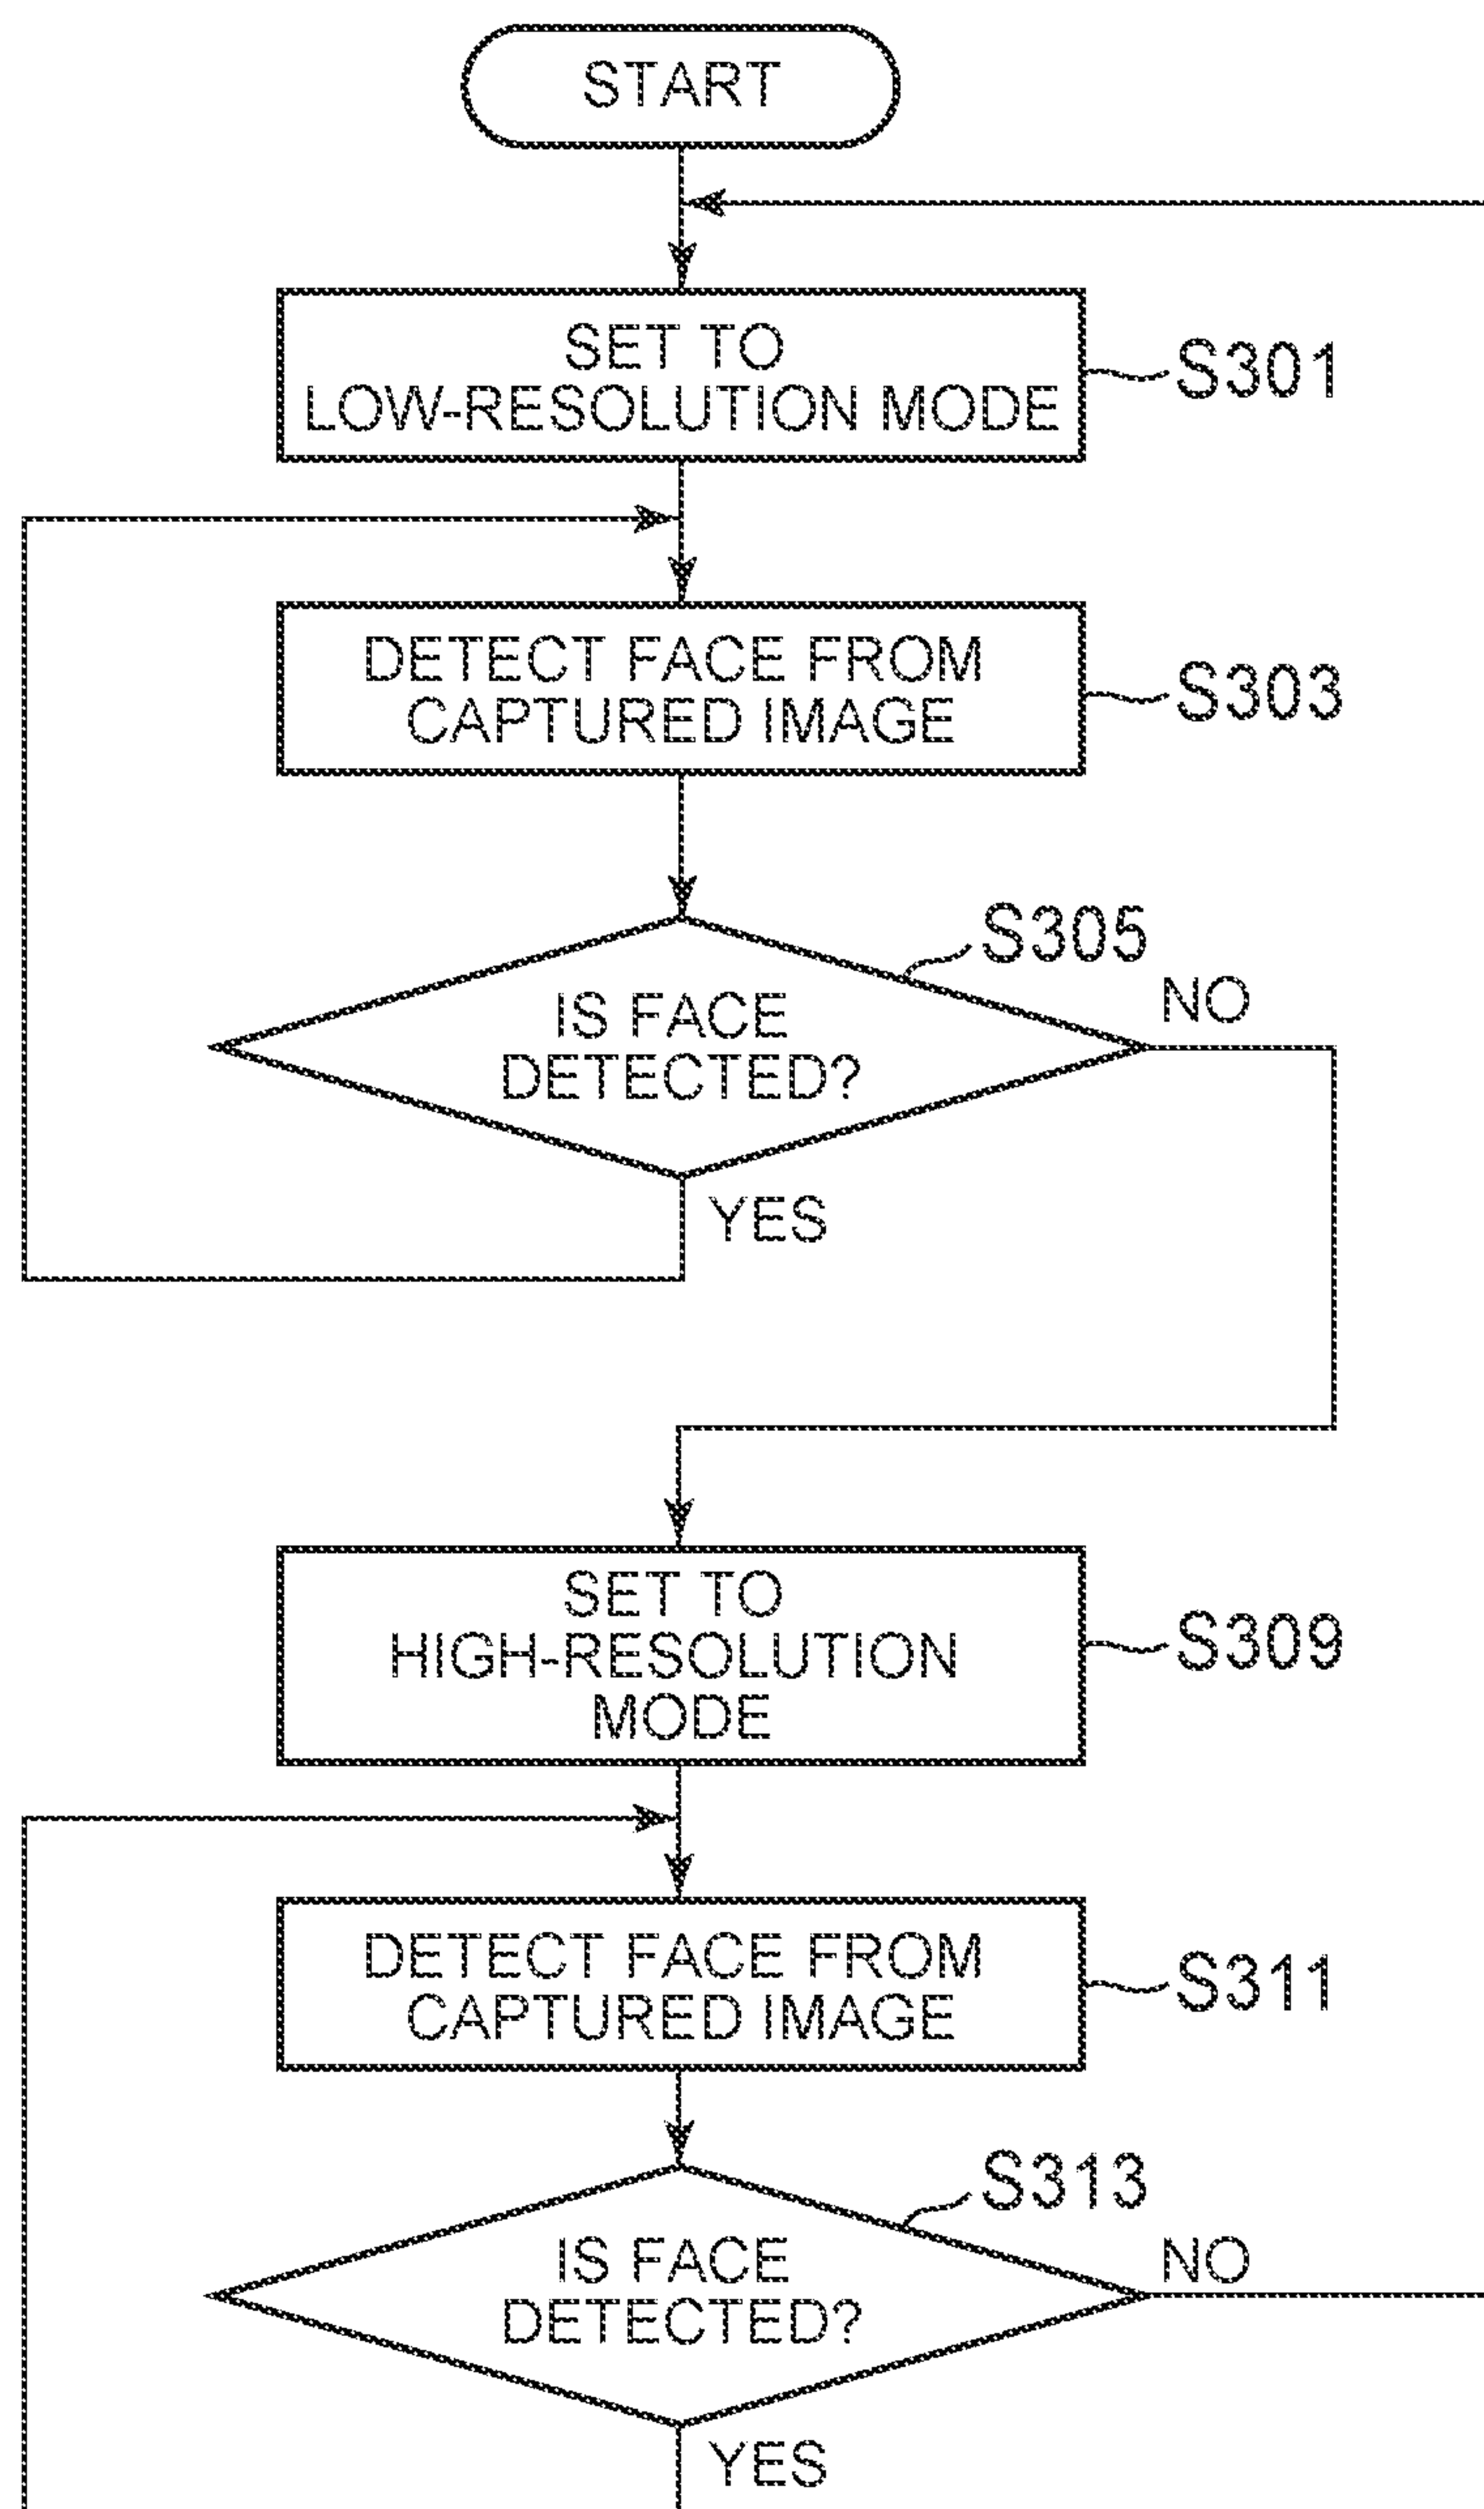 START
SET TO
LOW-RESOLUTION MODE
S301
DETECT FACE FROM
CAPTURED IMAGE
S303
S305
IS FACE
DETECTED?
NO
YES
SET TO
HIGH-RESOLUTION
MODE
S309
DETECT FACE FROM
CAPTURED IMAGE
S311
S313
IS FACE
DETECTED?
NO
YES